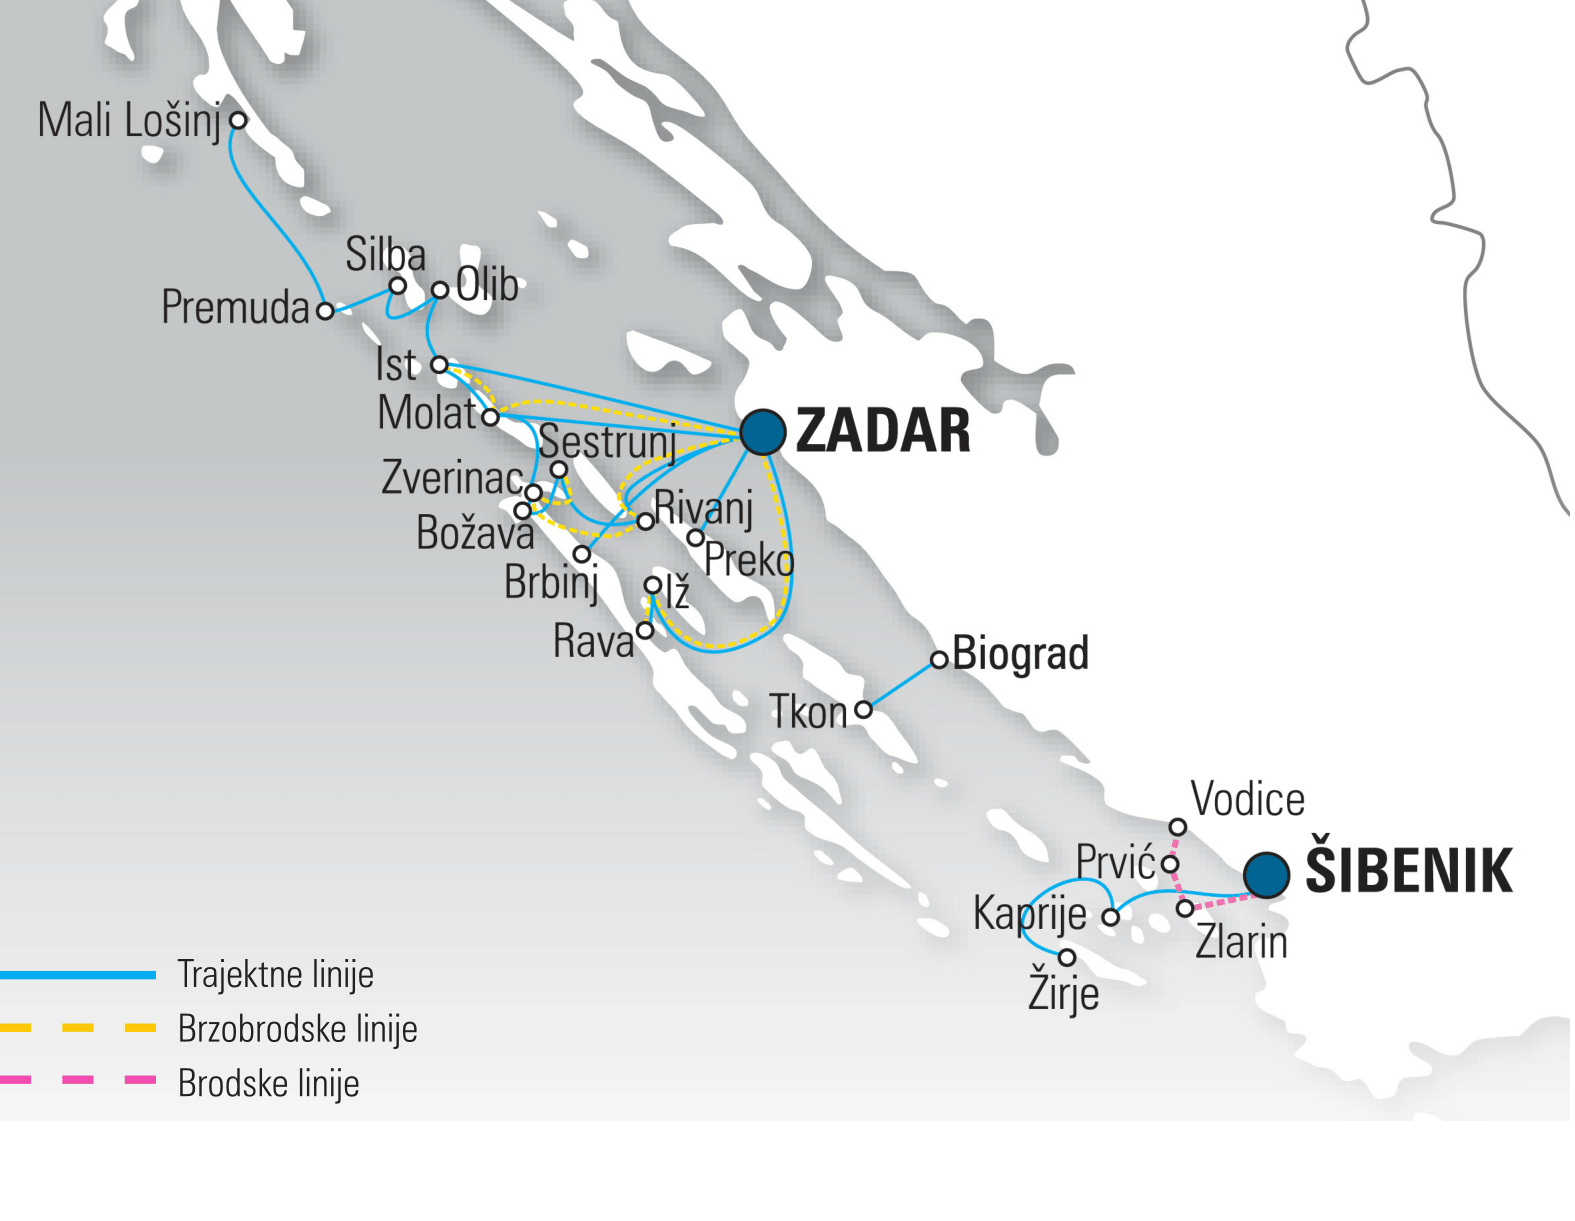 Mali Lošinj
Silba
Olib
Premuda
Ist
Molat
ZADAR
Sestrunj
Zverinac
Rivanj
Božava
Preko
Brbinj
Iž
Rava
Biograd
Tkon
Vodice
Prvić
ŠIBENIK
Kaprije
Zlarin
Žirje
Trajektne linije
Brzobrodske linije
Brodske linije